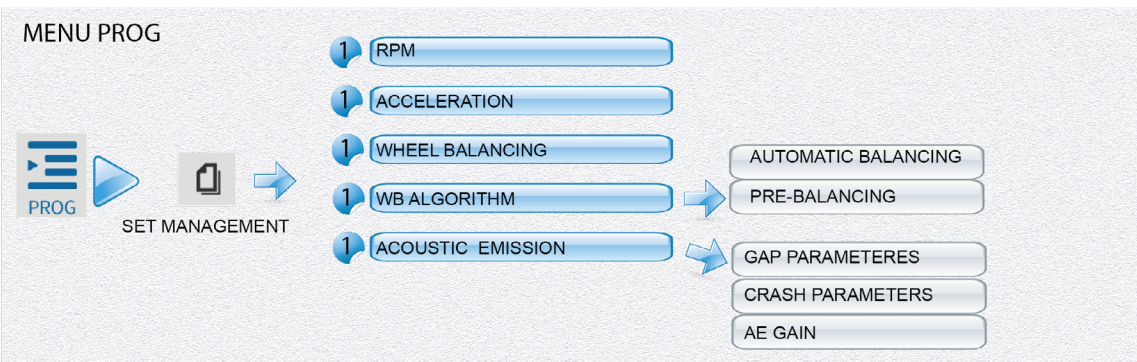 MENU PROG
1 RPM
1 ACCELERATION
1 WHEEL BALANCING
AUTOMATIC BALANCING
1 WB ALGORITHM
PRE-BALANCING
PROG
SET MANAGEMENT
1 ACOUSTIC EMISSION
GAP PARAMETERES
CRASH PARAMETERS
AE GAIN